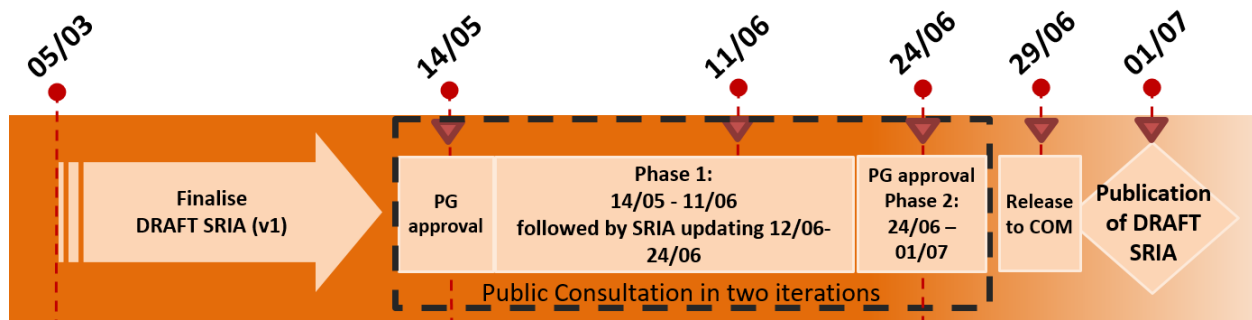 05/03
14/05
11/06
24/06
29/06
01/07
Finalise
DRAFT SRIA (v1)
PG
approval
Phase 1:
14/05 - 11/06
followed by SRIA updating 12/06-
24/06
PG approval
Phase 2:
24/06 –
01/07
Release
to COM
Publication
of DRAFT
SRIA
Public Consultation in two iterations